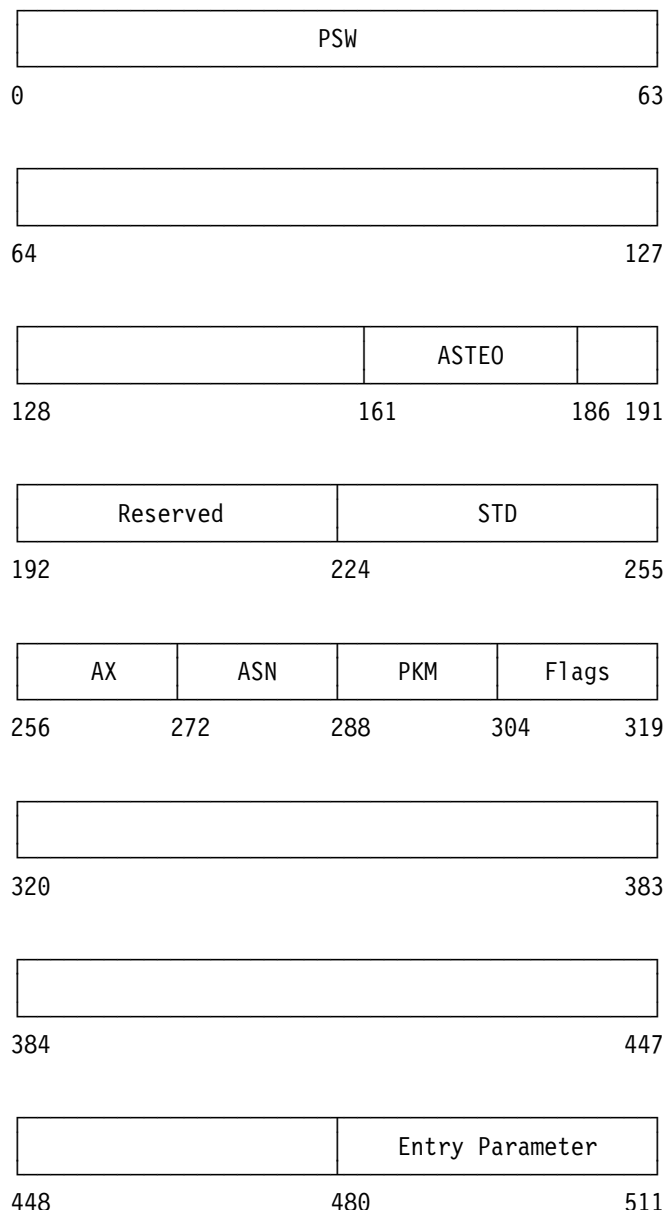 PSW
0 63
64 127
ASTEO
128 161 186 191
Reserved STD
192 224 255
AX ASN PKM Flags
256 272 288 304 319
320 383
384 447
Entry Parameter
448 480 511